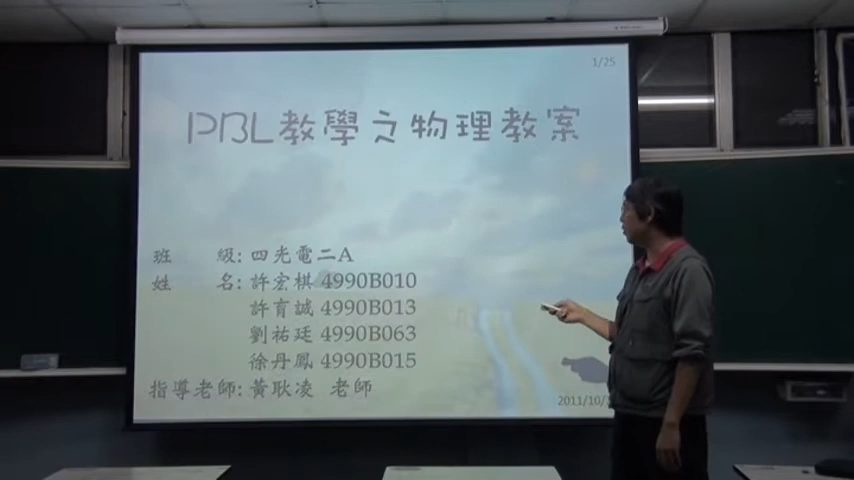 1/25
PBL教學之物理教案
班 級: 四光電二A
姓 名: 許宏棋 4990B010
許育誠 4990B013
劉祐廷 4990B063
徐丹鳳 4990B015
指導老師: 黃耿凌 老師
2011/10/